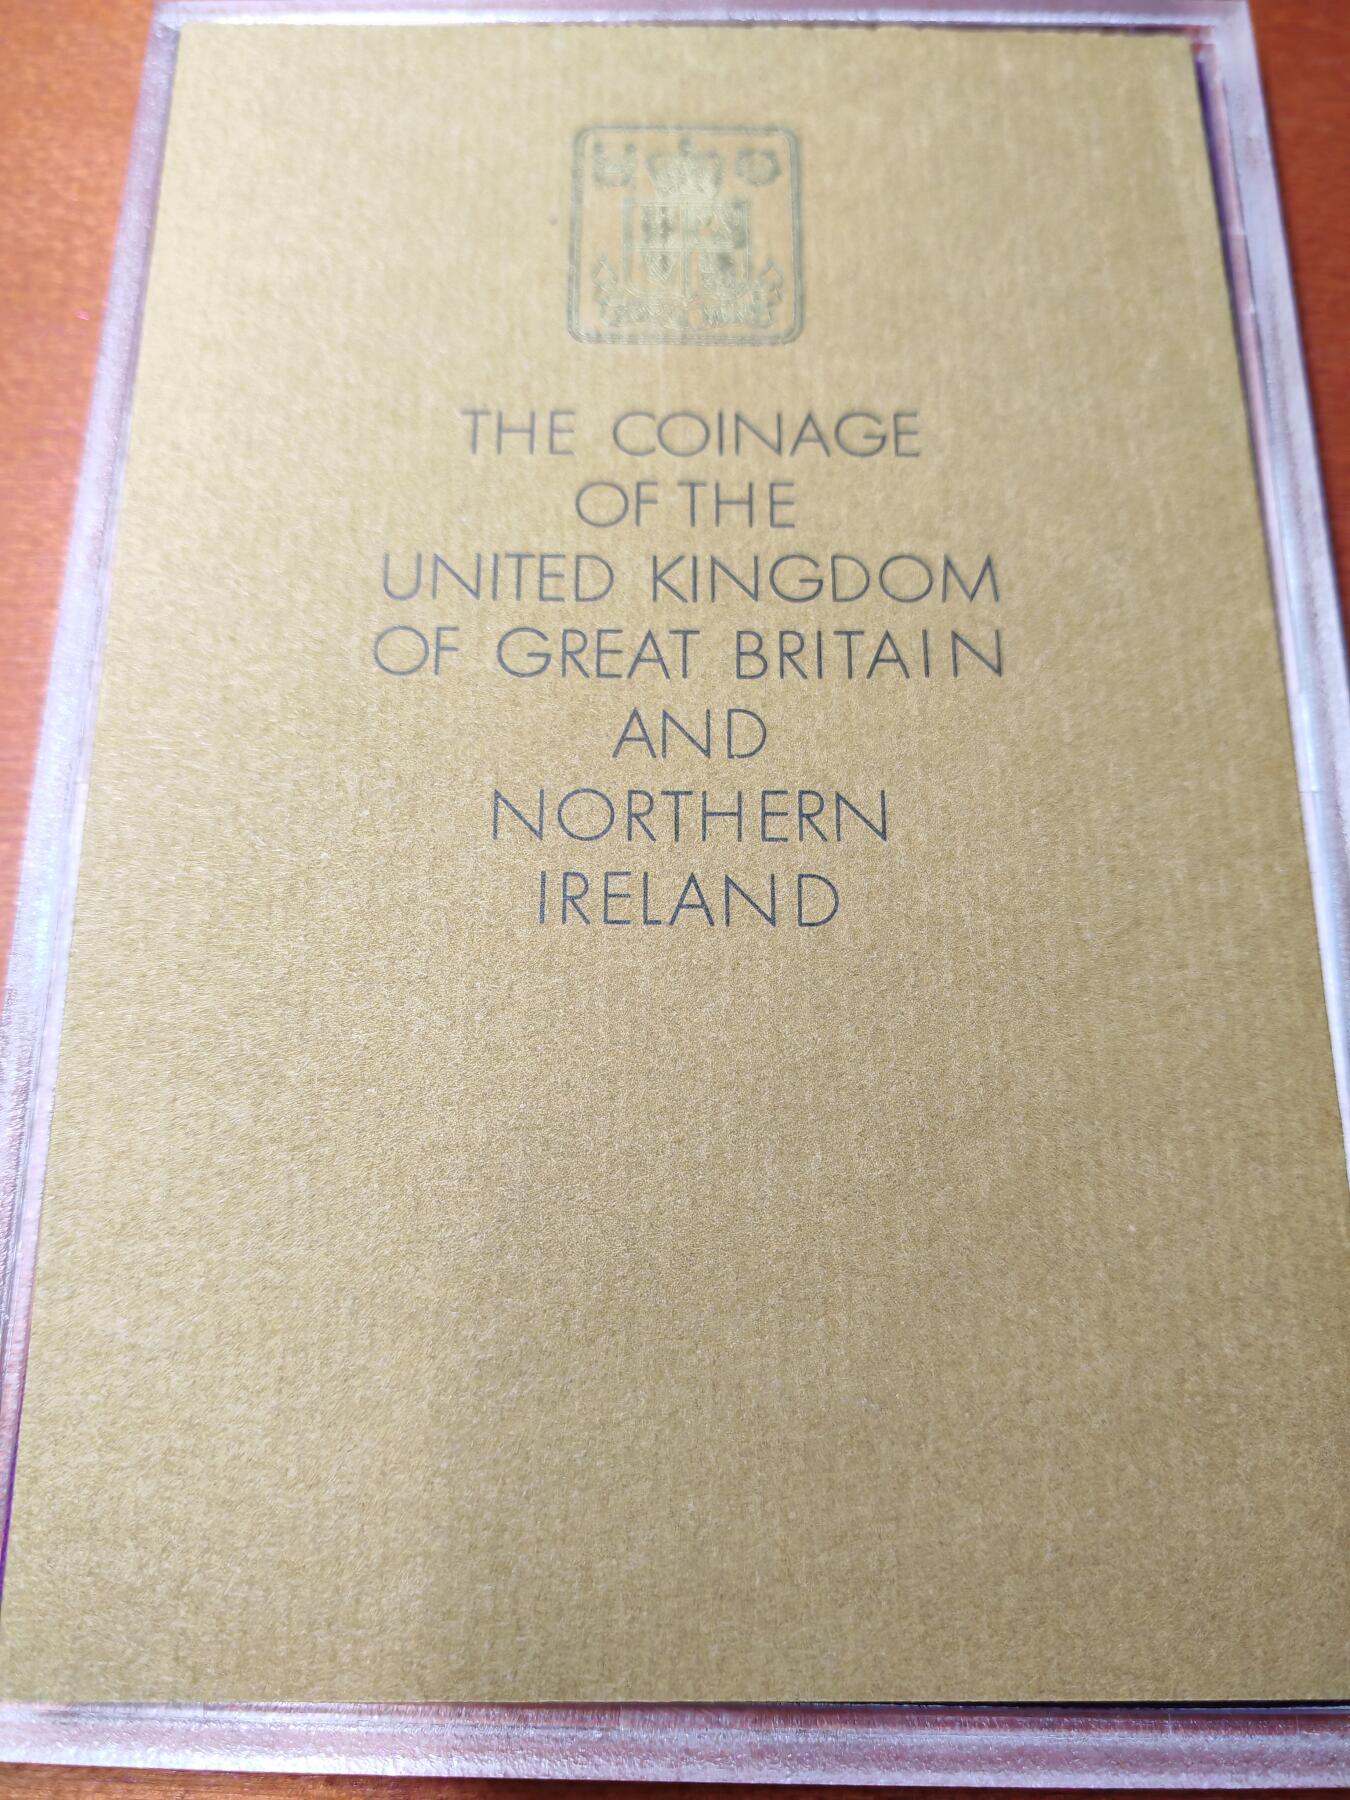 THE COINAGE
OF THE
UNITED KINGDOM
OF GREAT BRITAIN
AND
NORTHERN
IRELAND